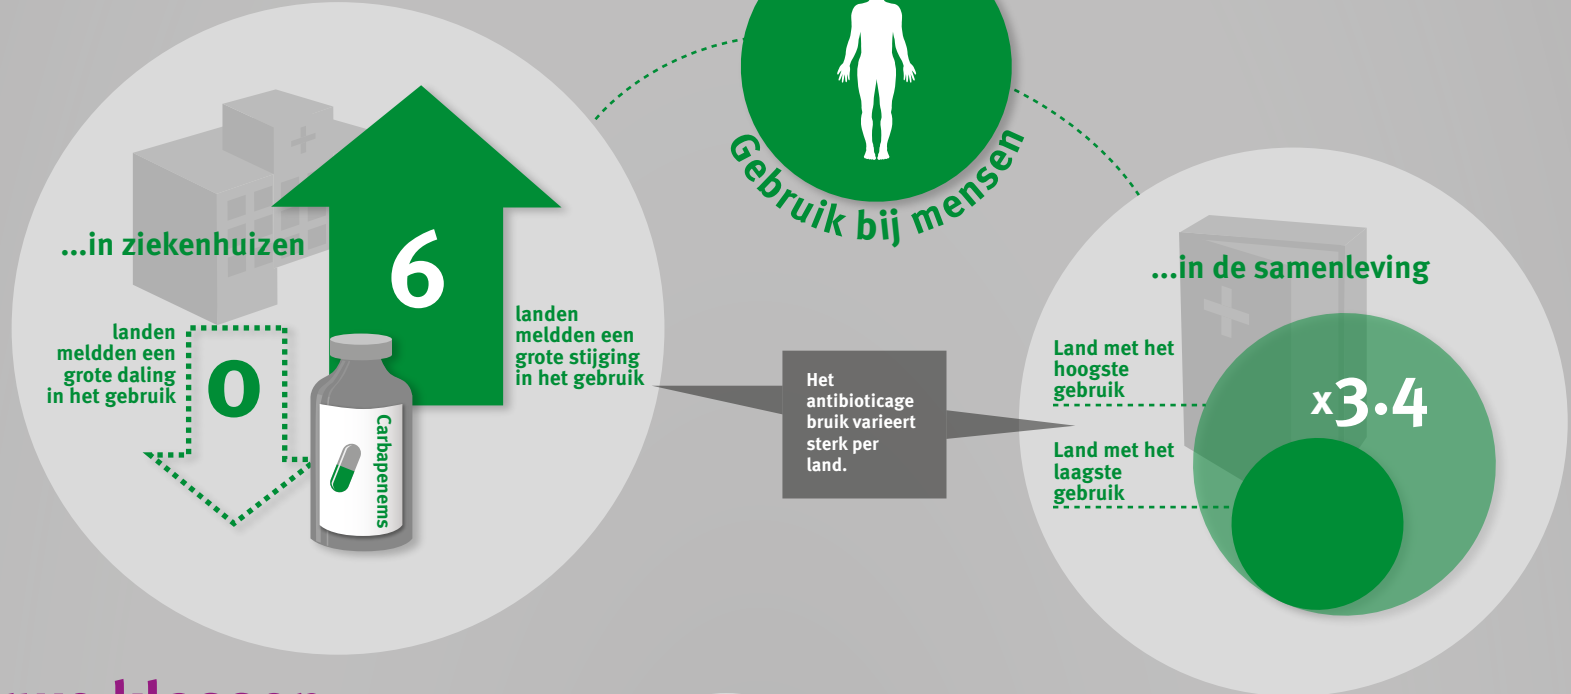 Gebruik bij mensen
...in ziekenhuizen
6
landen
meldden een
grote stijging
in het gebruik
landen
meldden een
grote daling
in het gebruik
0
Carbapenems
Het
antibioticage
bruik varieert
sterk per
land.
...in de samenleving
Land met het
hoogste
gebruik
x3.4
Land met het
laagste
gebruik